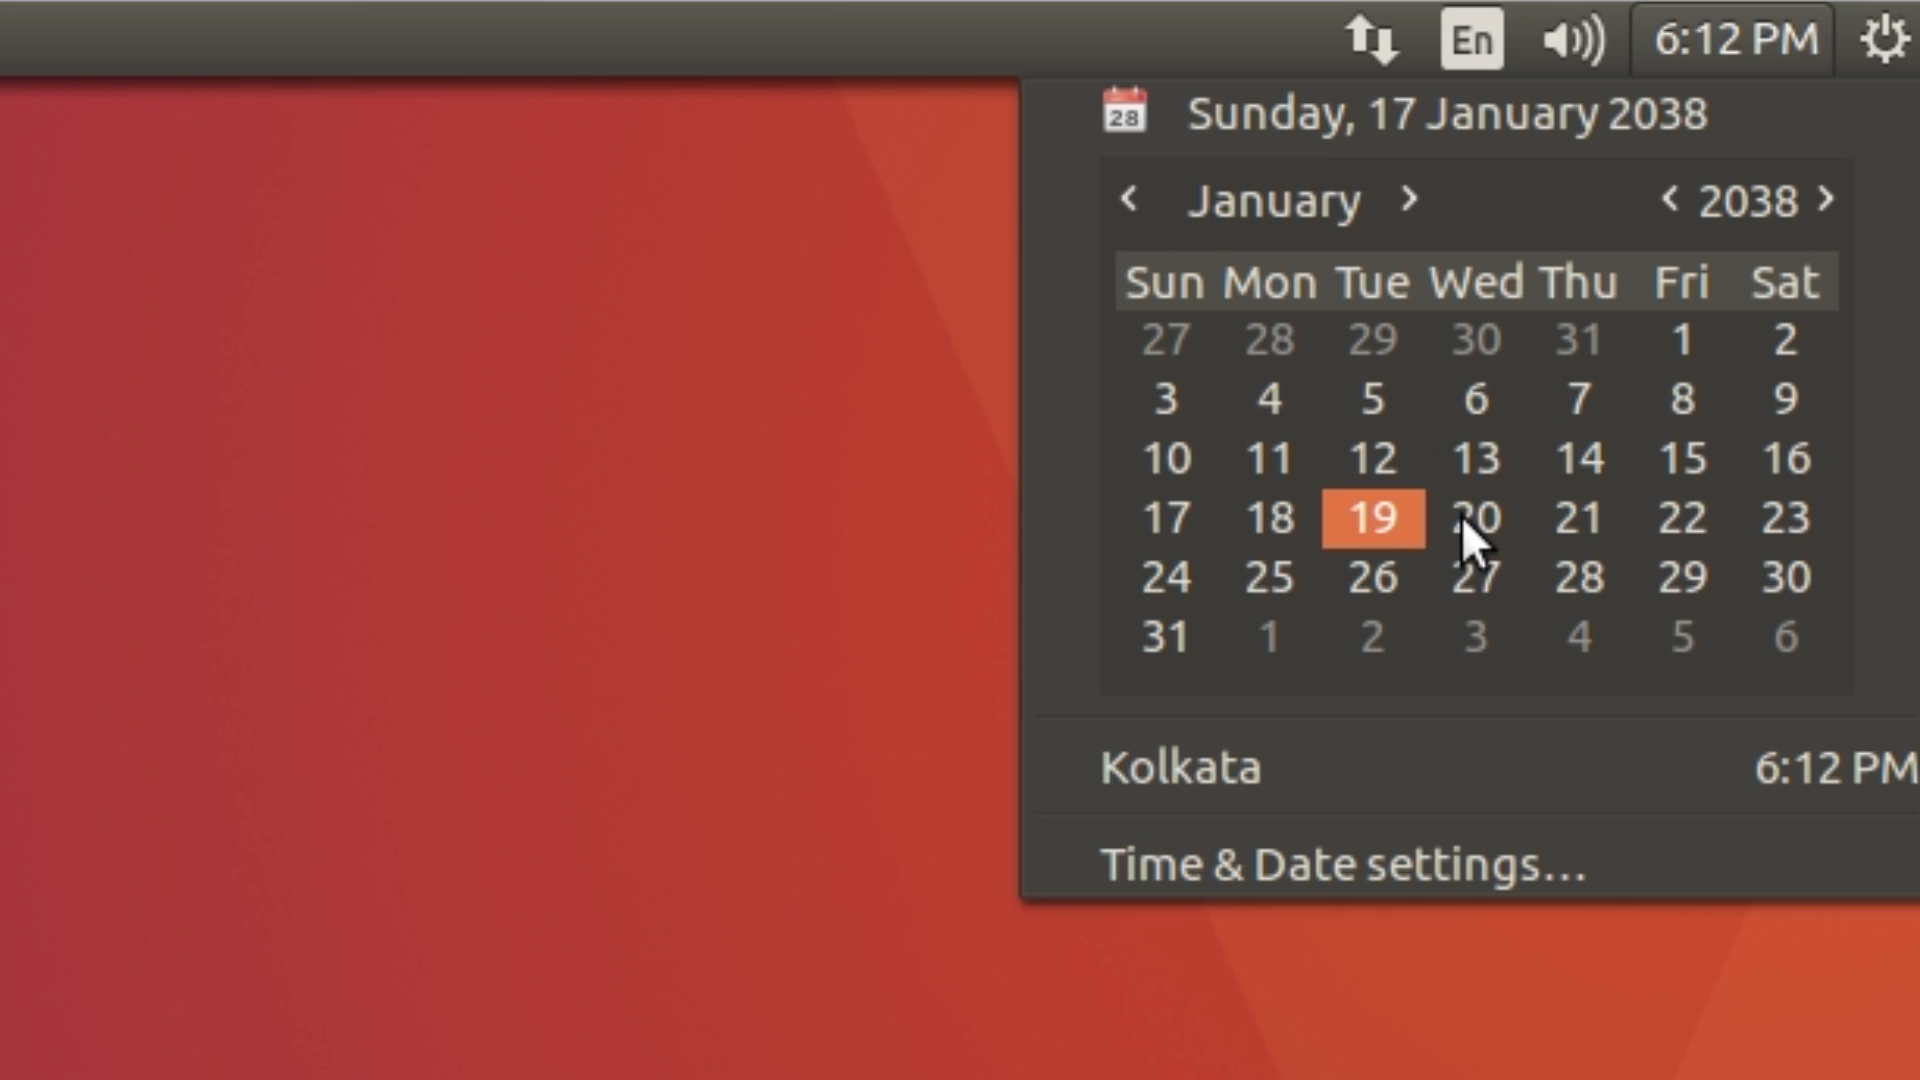 En 6:12 PM
28 Sunday, 17 January 2038
January 2038
Sun Mon Tue Wed Thu Fri Sat
27 28 29 30 31 1 2
3 4 5 6 7 8 9
10 11 12 13 14 15 16
17 18 19 20 21 22 23
24 25 26 27 28 29 30
31 1 2 3 4 5 6
Kolkata 6:12 PM
Time & Date settings...